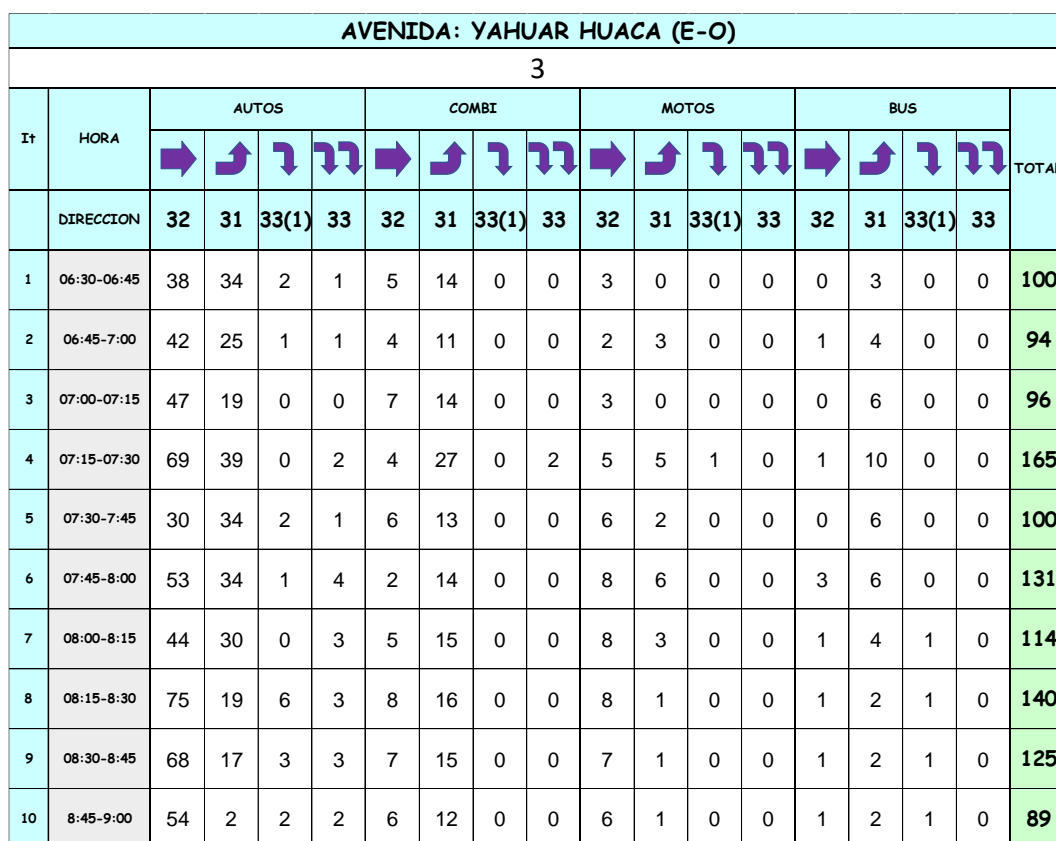 AVENIDA: YAHUAR HUACA (E-O)
3
It HORA AUTOS COMBI MOTOS BUS TOTAL
DIRECCION 32 31 33(1) 33 32 31 33(1) 33 32 31 33(1) 33 32 31 33(1) 33
1 06:30-06:45 38 34 2 1 5 14 0 0 3 0 0 0 0 3 0 0 100
2 06:45-7:00 42 25 1 1 4 11 0 0 2 3 0 0 1 4 0 0 94
3 07:00-07:15 47 19 0 0 7 14 0 0 3 0 0 0 0 6 0 0 96
4 07:15-07:30 69 39 0 2 4 27 0 2 5 5 1 0 1 10 0 0 165
5 07:30-7:45 30 34 2 1 6 13 0 0 6 2 0 0 0 6 0 0 100
6 07:45-8:00 53 34 1 4 2 14 0 0 8 6 0 0 3 6 0 0 131
7 08:00-8:15 44 30 0 3 5 15 0 0 8 3 0 0 1 4 1 0 114
8 08:15-8:30 75 19 6 3 8 16 0 0 8 1 0 0 1 2 1 0 140
9 08:30-8:45 68 17 3 3 7 15 0 0 7 1 0 0 1 2 1 0 125
10 8:45-9:00 54 2 2 2 6 12 0 0 6 1 0 0 1 2 1 0 89